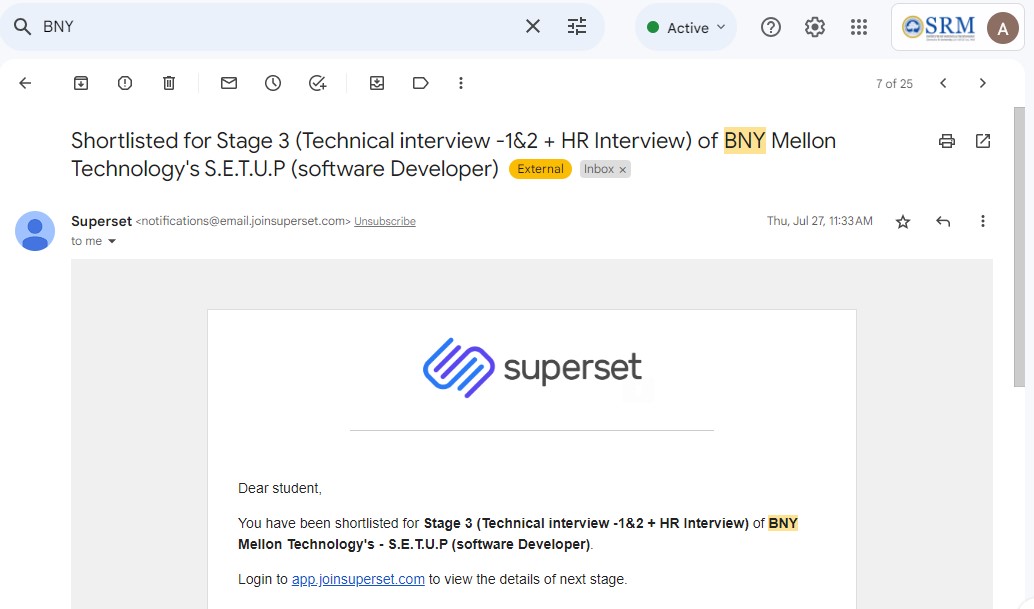 BNY
Active
SRM
A
7 of 25
Shortlisted for Stage 3 (Technical interview -1&2 + HR Interview) of BNY Mellon
Technology's S.E.T.U.P (software Developer) External Inbox x
Superset <notifications@email.joinsuperset.com> Unsubscribe
Thu, Jul 27, 11:33 AM
to me
superset
Dear student,
You have been shortlisted for Stage 3 (Technical interview -1&2 + HR Interview) of BNY
Mellon Technology's - S.E.T.U.P (software Developer).
Login to app.joinsuperset.com to view the details of next stage.